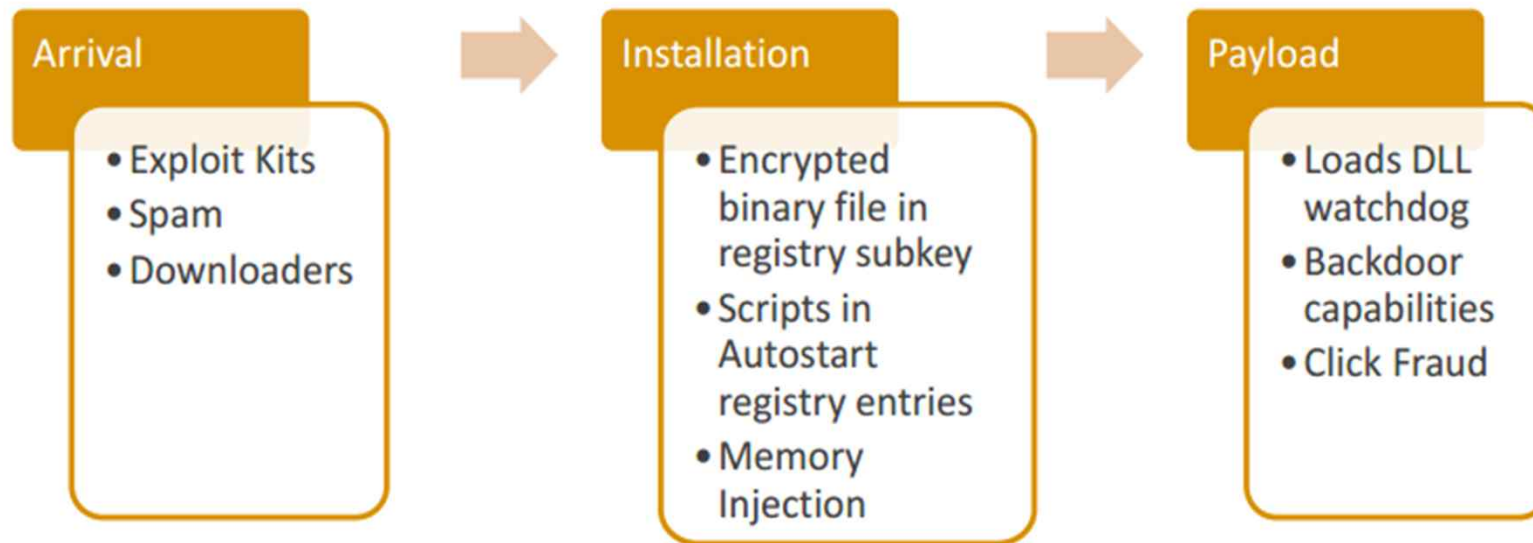 Arrival
• Exploit Kits
• Spam
• Downloaders
Installation
• Encrypted
binary file in
registry subkey
• Scripts in
Autostart
registry entries
• Memory
Injection
Payload
• Loads DLL
watchdog
• Backdoor
capabilities
• Click Fraud